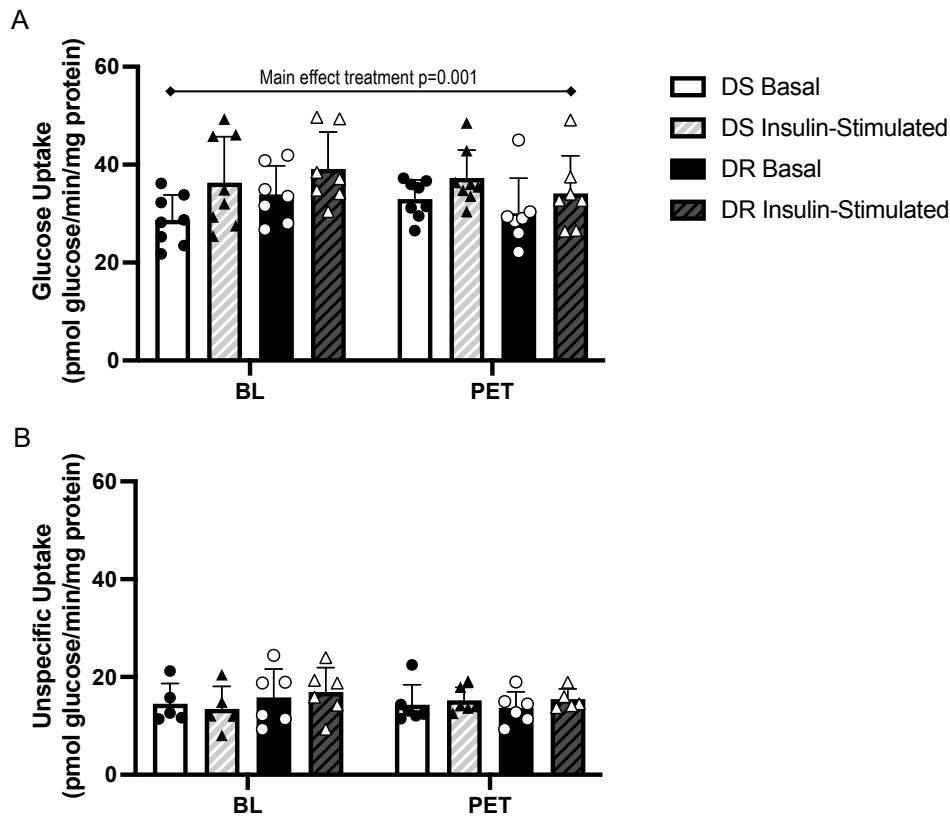 A
Main effect treatment p=0.001
60
40
20
0
Glucose Uptake
(pmol glucose/min/mg protein)
BL
PET
DS Basal
DS Insulin-Stimulated
DR Basal
DR Insulin-Stimulated
B
60
40
20
0
Unspecific Uptake
(pmol glucose/min/mg protein)
BL
PET